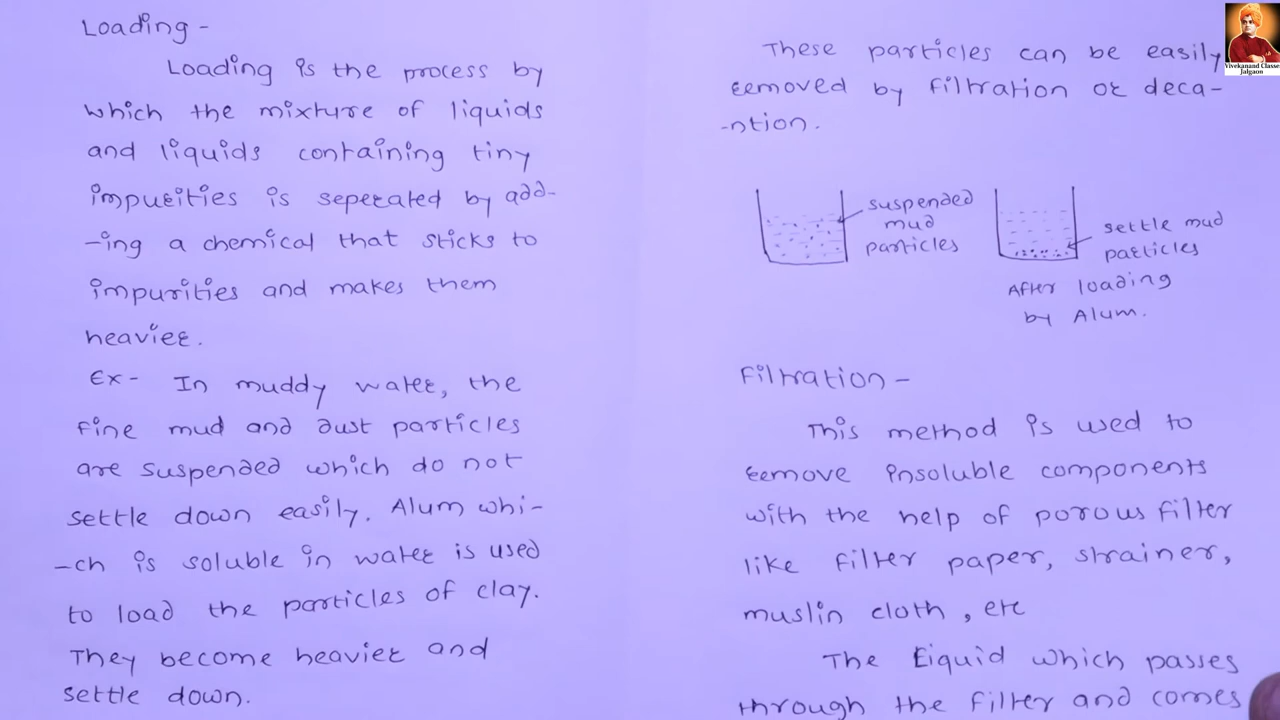 Loading -
Loading is the process by
which the mixture of liquids
and liquids containing tiny
impurities is seperated by add-
-ing a chemical that sticks to
impurities and makes them
heavier.
Ex- In muddy water, the
fine mud and dust particles
are suspended which do not
settle down easily. Alum whi-
-ch is soluble in water is used
to load the particles of clay.
They become heavier and
settle down.
These particles can be easily
removed by filtration or deca-
-ntion.
suspended
mud
particles
settle mud
particles
After loading
by Alum.
Filtration -
This method is used to
remove insoluble components
with the help of porous filter
like filter paper, strainer,
muslin cloth, etc
The Liquid which passes
through the filter and comes
Vivekanand Classes
Jalgaon